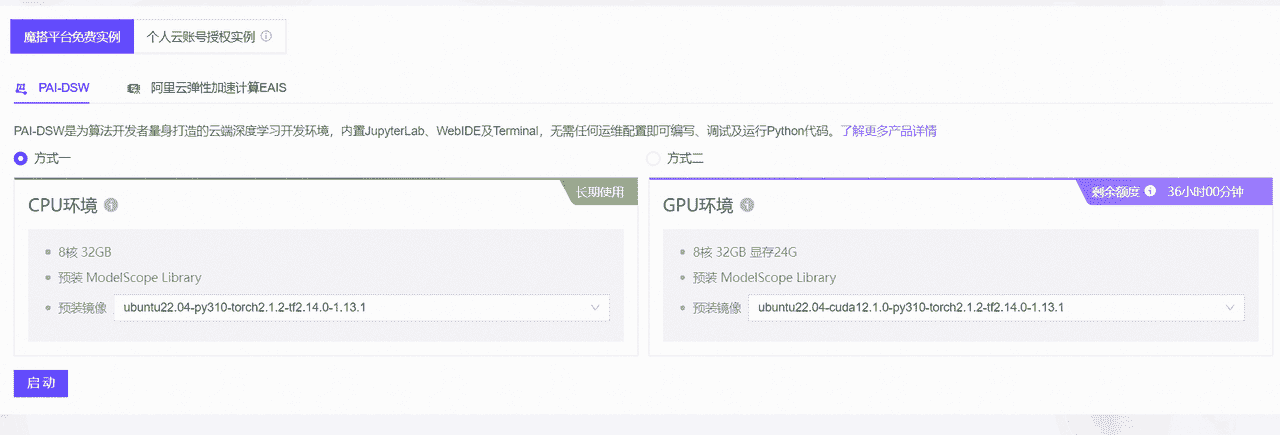 魔搭平台免费实例 个人云账号授权实例
PAI-DSW 阿里云弹性加速计算EAIS
PAI-DSW是为算法开发者量身打造的云端深度学习开发环境，内置JupyterLab、WebIDE及Terminal，无需任何运维配置即可编写、调试及运行Python代码。了解更多产品详情
方式一
长期使用
CPU环境
8核 32GB
预装 ModelScope Library
预装镜像 ubuntu22.04-py310-torch2.1.2-tf2.14.0-1.13.1
方式二
剩余额度 36小时00分钟
GPU环境
8核 32GB 显存24G
预装 ModelScope Library
预装镜像 ubuntu22.04-cuda12.1.0-py310-torch2.1.2-tf2.14.0-1.13.1
启动